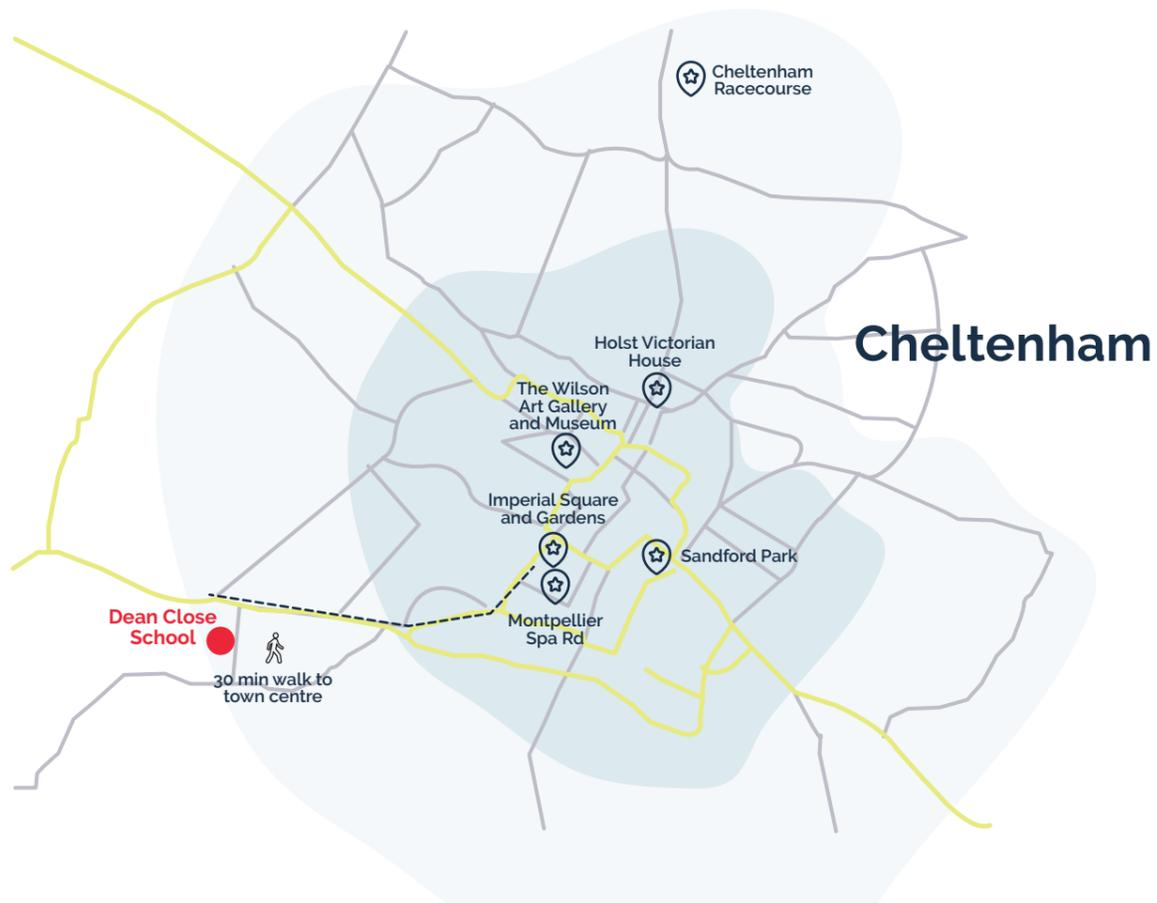 Cheltenham
Racecourse
Cheltenham
Holst Victorian
House
The Wilson
Art Gallery
and Museum
Imperial Square
and Gardens
Sandford Park
Montpellier
Spa Rd
Dean Close
School
30 min walk to
town centre